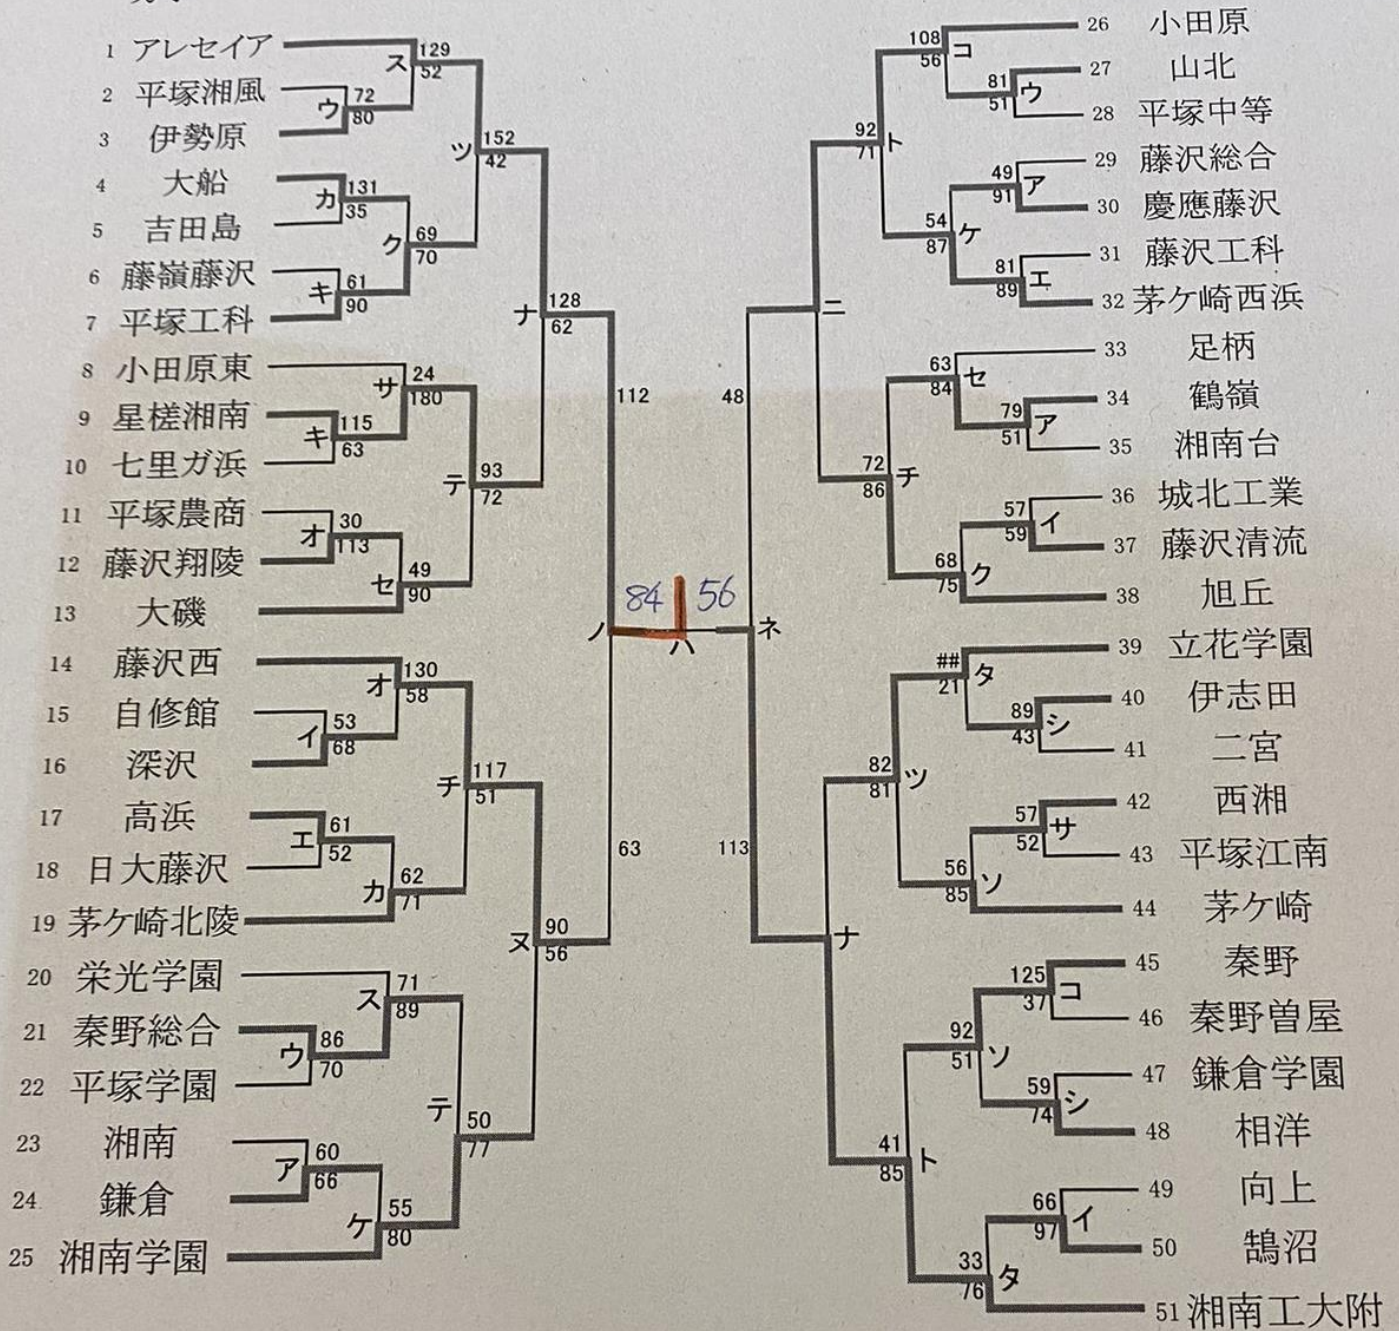 1 アレセイア
129
ス
52
2 平塚湘風
72
ウ
80
3 伊勢原
152
ツ
42
4 大船
131
カ
35
5 吉田島
69
ク
70
6 藤嶺藤沢
61
キ
90
7 平塚工科
128
ナ
62
8 小田原東
24
サ
180
9 星槎湘南
115
キ
63
10 七里ガ浜
93
テ
72
11 平塚農商
30
オ
113
12 藤沢翔陵
49
セ
90
13 大磯
112
ノ
63
14 藤沢西
130
オ
58
15 自修館
53
イ
68
16 深沢
117
チ
51
17 高浜
61
エ
52
18 日大藤沢
62
カ
71
19 茅ケ崎北陵
90
ヌ
56
20 栄光学園
71
ス
89
21 秦野総合
86
ウ
70
22 平塚学園
50
テ
77
23 湘南
60
ア
66
24 鎌倉
55
ケ
80
25 湘南学園
84 56
ハ
26 小田原
108
コ
56
27 山北
81
ウ
51
28 平塚中等
92
ト
71
29 藤沢総合
49
ア
91
30 慶應藤沢
54
ケ
87
31 藤沢工科
81
エ
89
32 茅ケ崎西浜
ニ
33 足柄
63
セ
84
34 鶴嶺
79
ア
51
35 湘南台
72
チ
86
36 城北工業
57
イ
59
37 藤沢清流
68
ク
75
38 旭丘
48
ネ
113
39 立花学園
##
タ
21
40 伊志田
89
シ
43
41 二宮
82
ツ
81
42 西湘
57
サ
52
43 平塚江南
56
ソ
85
44 茅ケ崎
ナ
45 秦野
125
コ
37
46 秦野曽屋
92
ソ
51
47 鎌倉学園
59
シ
74
48 相洋
41
ト
85
49 向上
66
イ
97
50 鵠沼
33
タ
76
51 湘南工大附